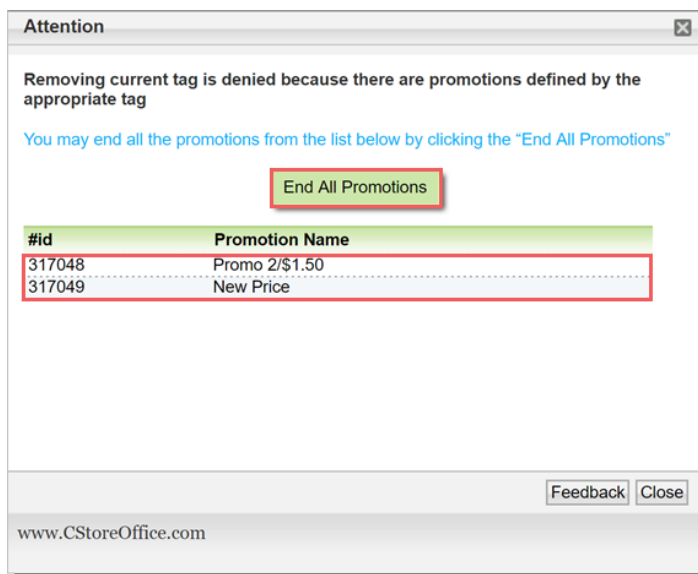 Attention
Removing current tag is denied because there are promotions defined by the
appropriate tag
You may end all the promotions from the list below by clicking the “End All Promotions”
End All Promotions
#id Promotion Name
317048 Promo 2/$1.50
317049 New Price
Feedback Close
www.CStoreOffice.com